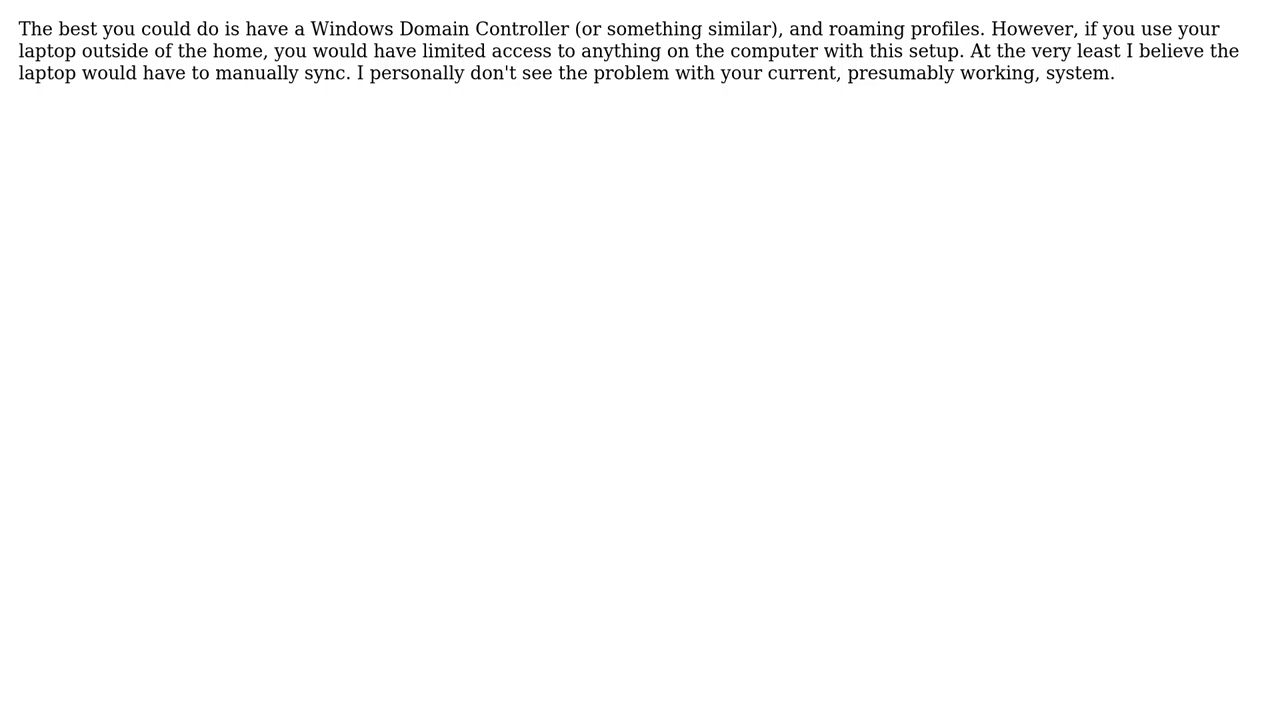 The best you could do is have a Windows Domain Controller (or something similar), and roaming profiles. However, if you use your
laptop outside of the home, you would have limited access to anything on the computer with this setup. At the very least I believe the
laptop would have to manually sync. I personally don't see the problem with your current, presumably working, system.